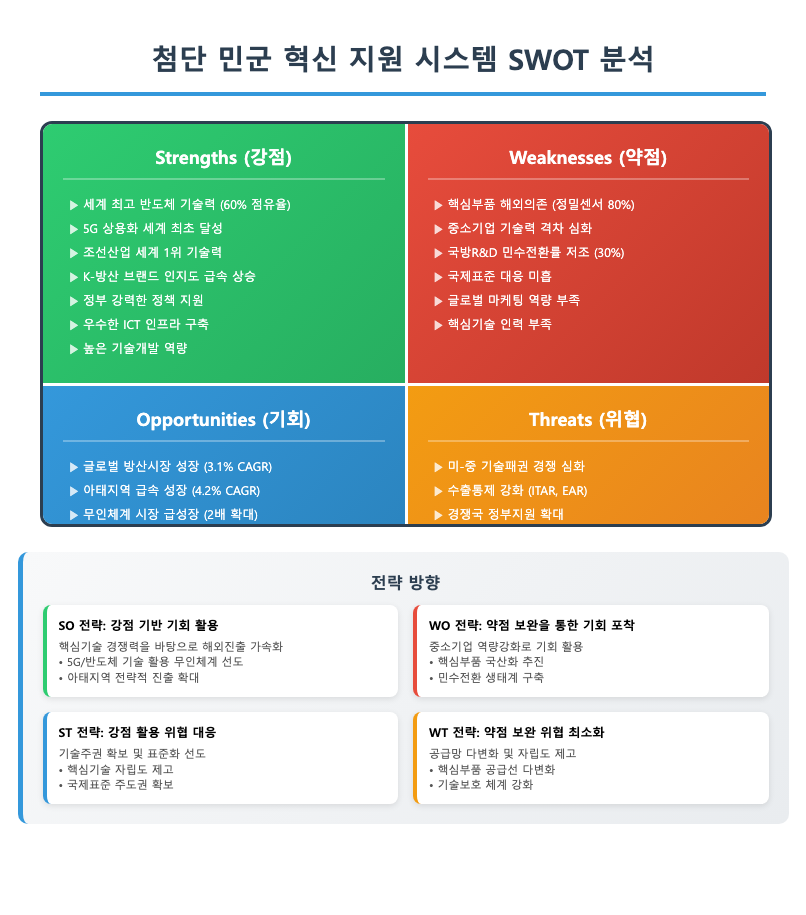 첨단 민군 혁신 지원 시스템 SWOT 분석
Strengths (강점)
▶ 세계 최고 반도체 기술력 (60% 점유율)
▶ 5G 상용화 세계 최초 달성
▶ 조선산업 세계 1위 기술력
▶ K-방산 브랜드 인지도 급속 상승
▶ 정부 강력한 정책 지원
▶ 우수한 ICT 인프라 구축
▶ 높은 기술개발 역량
Weaknesses (약점)
▶ 핵심부품 해외의존 (정밀센서 80%)
▶ 중소기업 기술력 격차 심화
▶ 국방R&D 민수전환률 저조 (30%)
▶ 국제표준 대응 미흡
▶ 글로벌 마케팅 역량 부족
▶ 핵심기술 인력 부족
Opportunities (기회)
▶ 글로벌 방산시장 성장 (3.1% CAGR)
▶ 아태지역 급속 성장 (4.2% CAGR)
▶ 무인체계 시장 급성장 (2배 확대)
Threats (위협)
▶ 미-중 기술패권 경쟁 심화
▶ 수출통제 강화 (ITAR, EAR)
▶ 경쟁국 정부지원 확대
전략 방향
SO 전략: 강점 기반 기회 활용
핵심기술 경쟁력을 바탕으로 해외진출 가속화
• 5G/반도체 기술 활용 무인체계 선도
• 아태지역 전략적 진출 확대
WO 전략: 약점 보완을 통한 기회 포착
중소기업 역량강화로 기회 활용
• 핵심부품 국산화 추진
• 민수전환 생태계 구축
ST 전략: 강점 활용 위협 대응
기술주권 확보 및 표준화 선도
• 핵심기술 자립도 제고
• 국제표준 주도권 확보
WT 전략: 약점 보완 위협 최소화
공급망 다변화 및 자립도 제고
• 핵심부품 공급선 다변화
• 기술보호 체계 강화